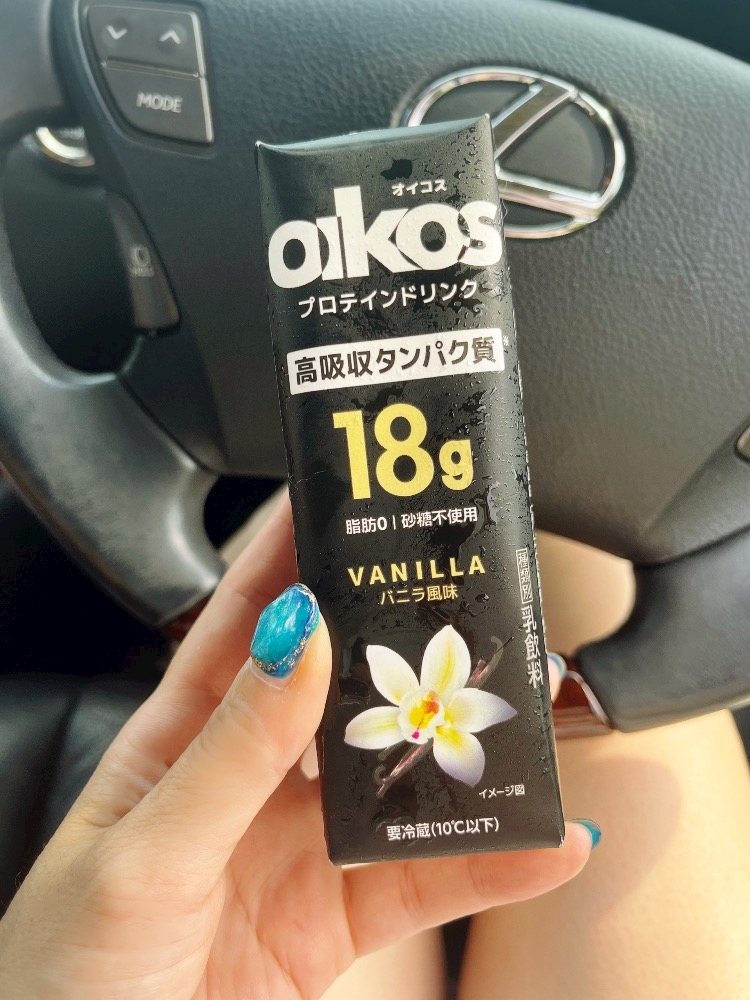 MODE
オイコス
oikos
プロテインドリンク
高吸収タンパク質
18g
脂肪0 | 砂糖不使用
VANILLA
バニラ風味
種類別 乳飲料
イメージ図
要冷蔵(10℃以下)